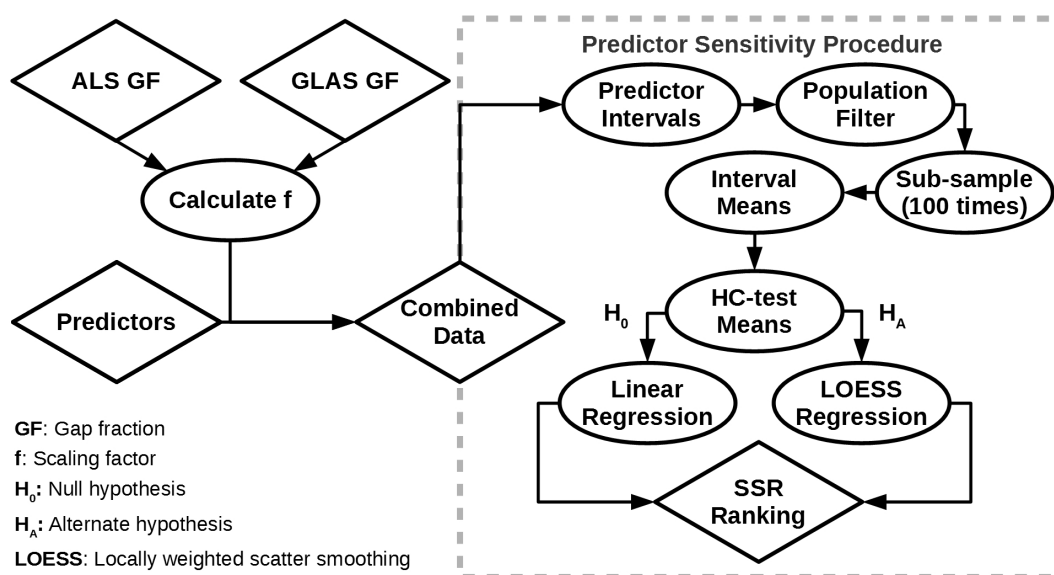 Predictor Sensitivity Procedure
ALS GF
GLAS GF
Predictor
Intervals
Population
Filter
Calculate f
Interval
Means
Sub-sample
(100 times)
Predictors
Combined
Data
HC-test
Means
H0
HA
Linear
Regression
LOESS
Regression
SSR
Ranking
GF: Gap fraction
f: Scaling factor
H0: Null hypothesis
HA: Alternate hypothesis
LOESS: Locally weighted scatter smoothing